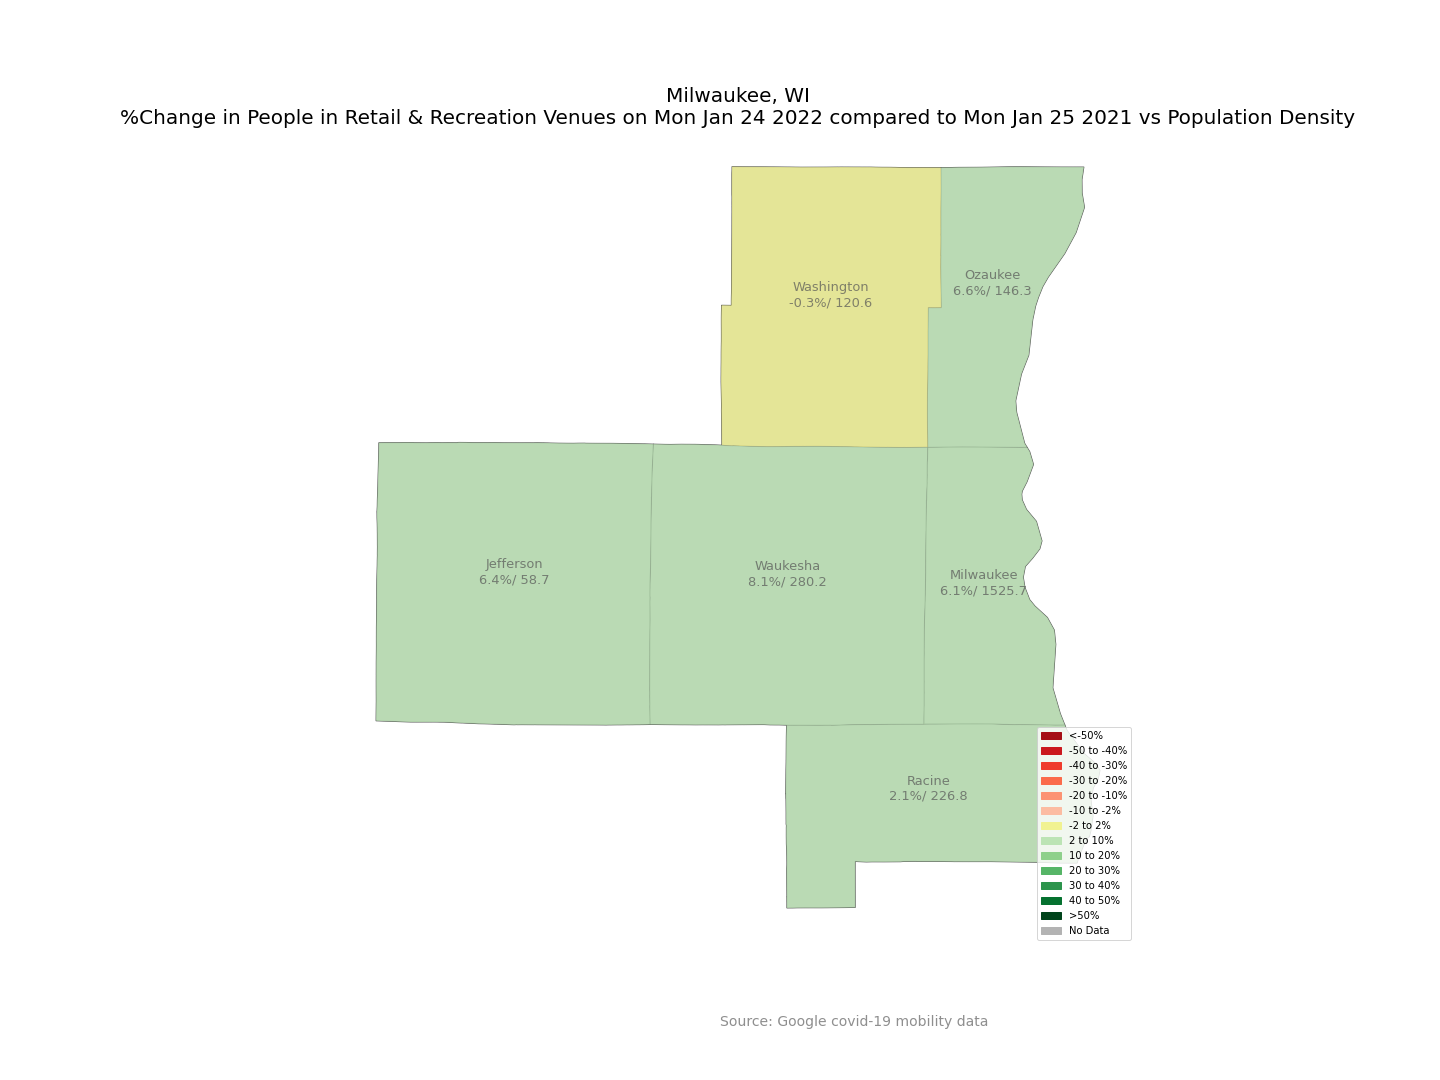 Milwaukee, WI
%Change in People in Retail & Recreation Venues on Mon Jan 24 2022 compared to Mon Jan 25 2021 vs Population Density
Washington
-0.3%/ 120.6
Ozaukee
6.6%/ 146.3
Jefferson
6.4%/ 58.7
Waukesha
8.1%/ 280.2
Milwaukee
6.1%/ 1525.7
Racine
2.1%/ 226.8
<-50%
-50 to -40%
-40 to -30%
-30 to -20%
-20 to -10%
-10 to -2%
-2 to 2%
2 to 10%
10 to 20%
20 to 30%
30 to 40%
40 to 50%
>50%
No Data
Source: Google covid-19 mobility data